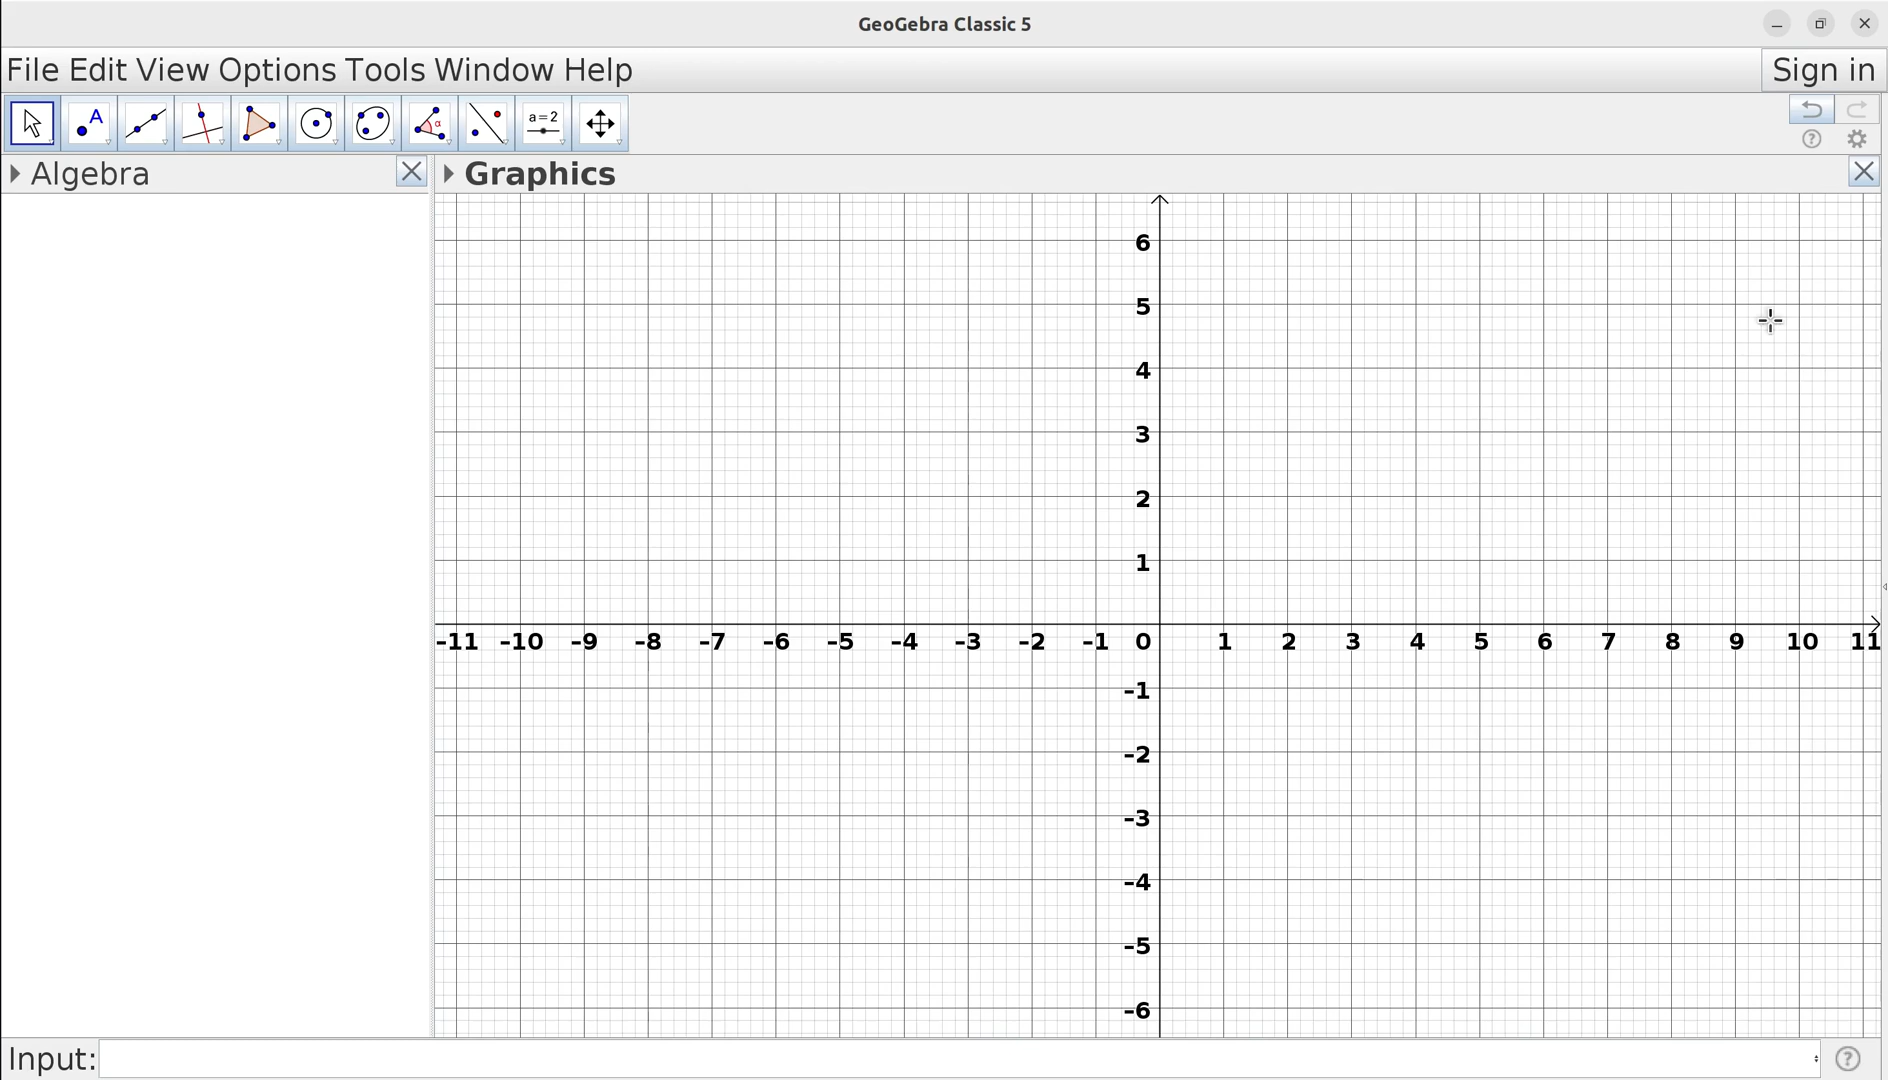 GeoGebra Classic 5
File Edit View Options Tools Window Help
Sign in
A
α
a=2
Algebra
Graphics
6
5
4
3
2
1
-11 -10 -9 -8 -7 -6 -5 -4 -3 -2 -1 0 1 2 3 4 5 6 7 8 9 10 11
-1
-2
-3
-4
-5
-6
Input: